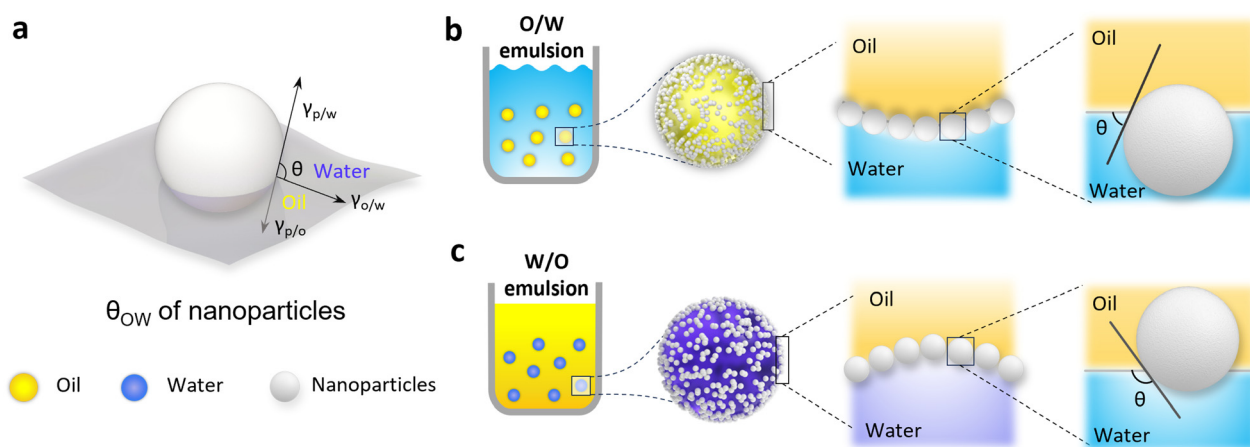 a
γp/w
θ
Water
Oil
γo/w
γp/o
θOW of nanoparticles
Oil
Water
Nanoparticles
b
O/W
emulsion
Oil
Water
Oil
θ
Water
c
W/O
emulsion
Oil
Water
Oil
θ
Water